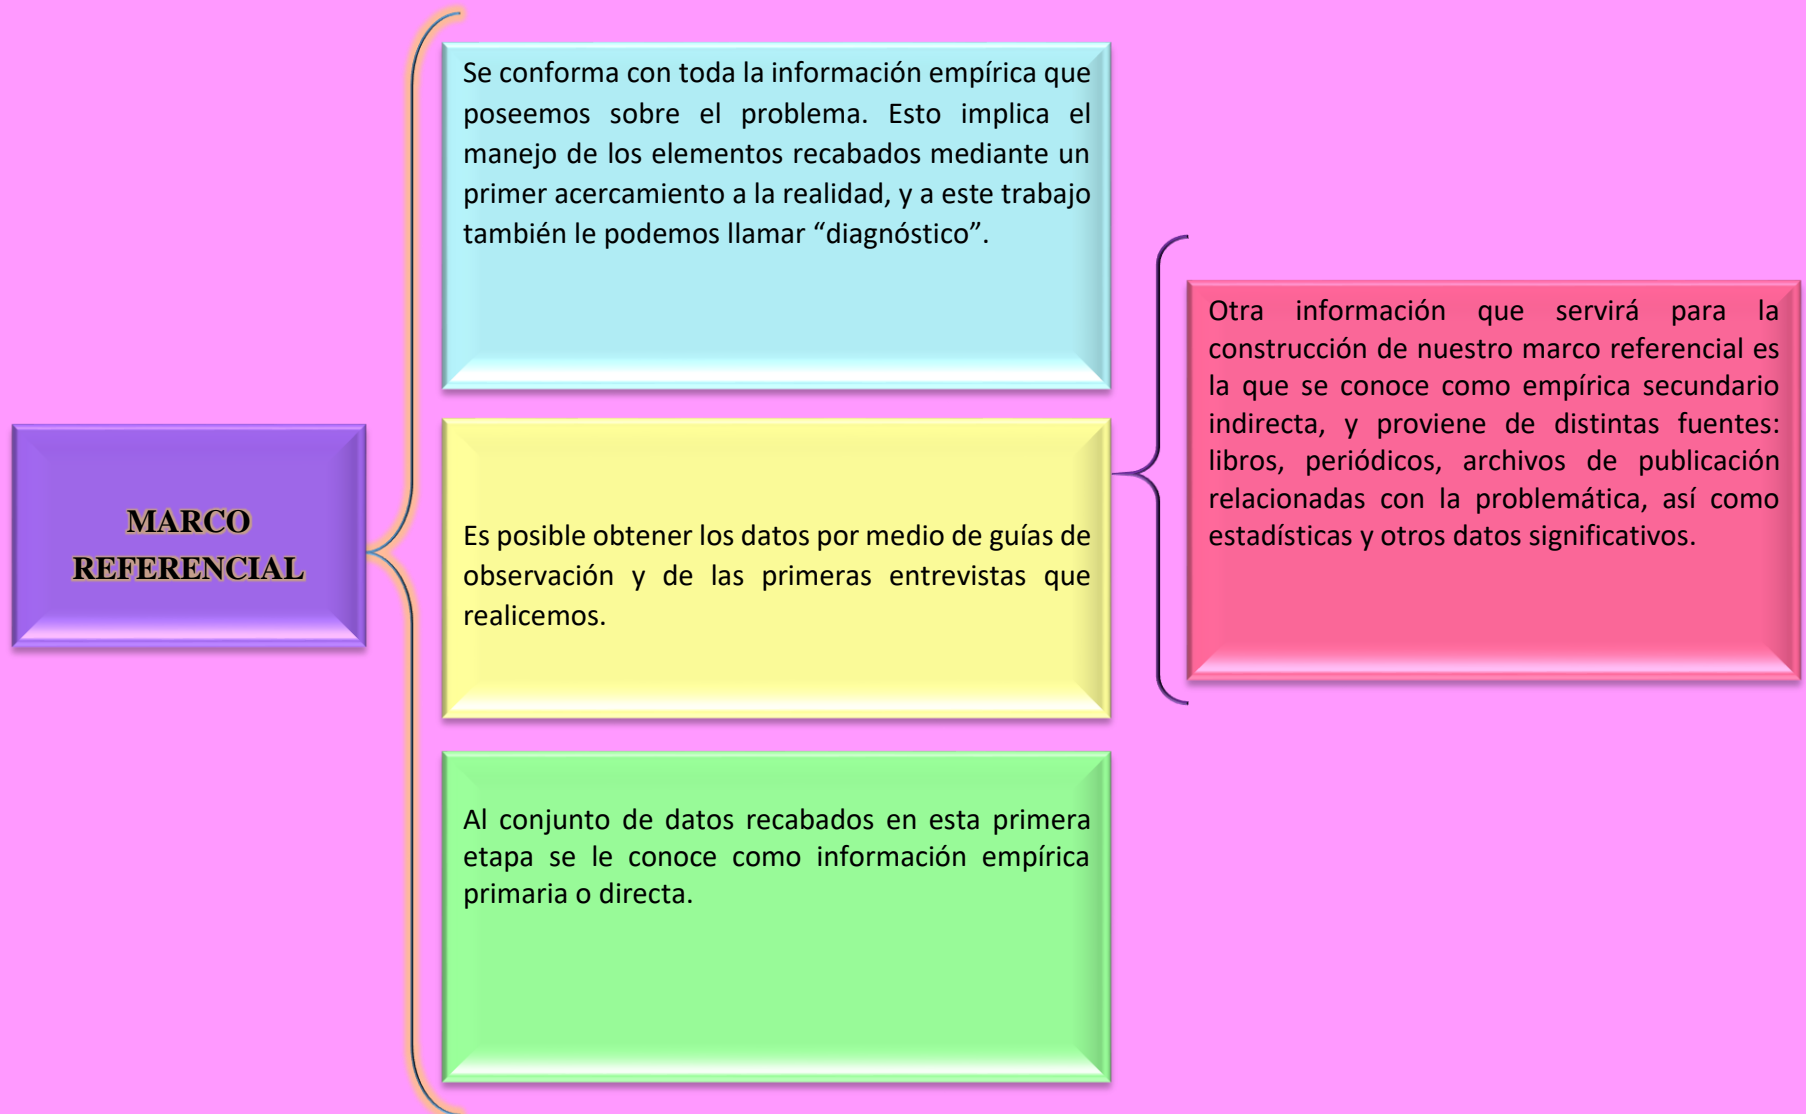 MARCO
REFERENCIAL
Se conforma con toda la información empírica que
poseemos sobre el problema. Esto implica el
manejo de los elementos recabados mediante un
primer acercamiento a la realidad, y a este trabajo
también le podemos llamar “diagnóstico”.
Es posible obtener los datos por medio de guías de
observación y de las primeras entrevistas que
realicemos.
Al conjunto de datos recabados en esta primera
etapa se le conoce como información empírica
primaria o directa.
Otra información que servirá para la
construcción de nuestro marco referencial es
la que se conoce como empírica secundario
indirecta, y proviene de distintas fuentes:
libros, periódicos, archivos de publicación
relacionadas con la problemática, así como
estadísticas y otros datos significativos.